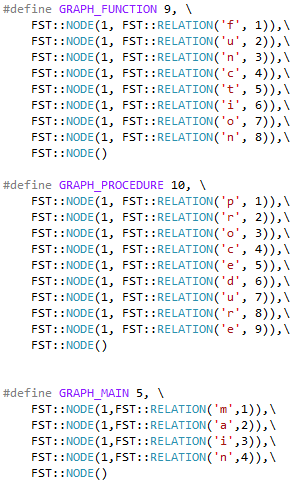 #define GRAPH_FUNCTION 9, \
FST::NODE(1, FST::RELATION('f', 1)),\
FST::NODE(1, FST::RELATION('u', 2)),\
FST::NODE(1, FST::RELATION('n', 3)),\
FST::NODE(1, FST::RELATION('c', 4)),\
FST::NODE(1, FST::RELATION('t', 5)),\
FST::NODE(1, FST::RELATION('i', 6)),\
FST::NODE(1, FST::RELATION('o', 7)),\
FST::NODE(1, FST::RELATION('n', 8)),\
FST::NODE()
#define GRAPH_PROCEDURE 10, \
FST::NODE(1, FST::RELATION('p', 1)),\
FST::NODE(1, FST::RELATION('r', 2)),\
FST::NODE(1, FST::RELATION('o', 3)),\
FST::NODE(1, FST::RELATION('c', 4)),\
FST::NODE(1, FST::RELATION('e', 5)),\
FST::NODE(1, FST::RELATION('d', 6)),\
FST::NODE(1, FST::RELATION('u', 7)),\
FST::NODE(1, FST::RELATION('r', 8)),\
FST::NODE(1, FST::RELATION('e', 9)),\
FST::NODE()
#define GRAPH_MAIN 5, \
FST::NODE(1,FST::RELATION('m',1)),\
FST::NODE(1,FST::RELATION('a',2)),\
FST::NODE(1,FST::RELATION('i',3)),\
FST::NODE(1,FST::RELATION('n',4)),\
FST::NODE()